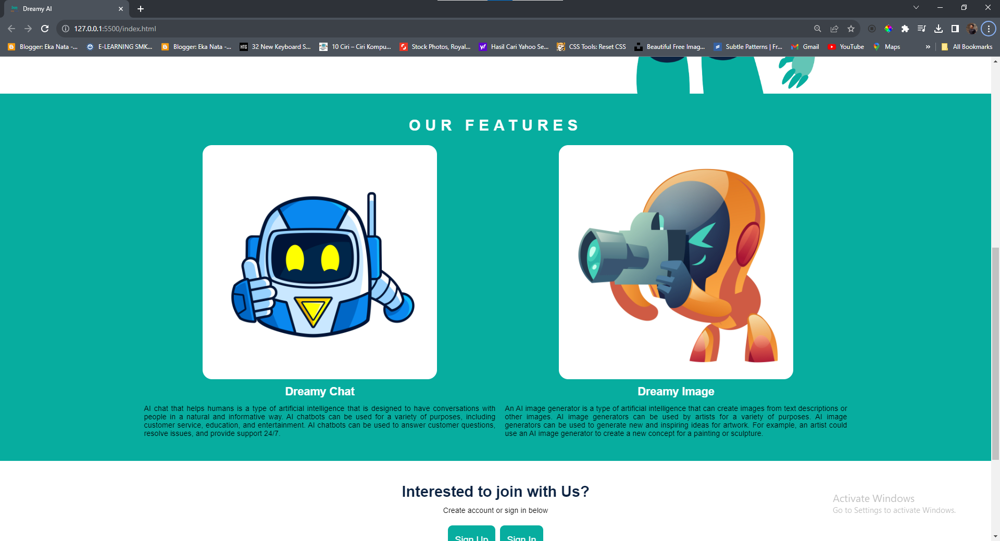 Dreamy AI
127.0.0.1:5500/index.html
Blogger: Eka Nata -... E-LEARNING SMK... Blogger: Eka Nata -... HTG 32 New Keyboard S... 10 Ciri – Ciri Kompu... Stock Photos, Royal... y! Hasil Cari Yahoo Se... CSS Tools: Reset CSS Beautiful Free Imag... Subtle Patterns | Fr... Gmail YouTube Maps » All Bookmarks
OUR FEATURES
Dreamy Chat
AI chat that helps humans is a type of artificial intelligence that is designed to have conversations with
people in a natural and informative way. AI chatbots can be used for a variety of purposes, including
customer service, education, and entertainment. AI chatbots can be used to answer customer questions,
resolve issues, and provide support 24/7.
Dreamy Image
An AI image generator is a type of artificial intelligence that can create images from text descriptions or
other images. AI image generators can be used by artists for a variety of purposes. AI image
generators can be used to generate new and inspiring ideas for artwork. For example, an artist could
use an AI image generator to create a new concept for a painting or sculpture.
Interested to join with Us?
Create account or sign in below
Sign Up Sign In
Activate Windows
Go to Settings to activate Windows.